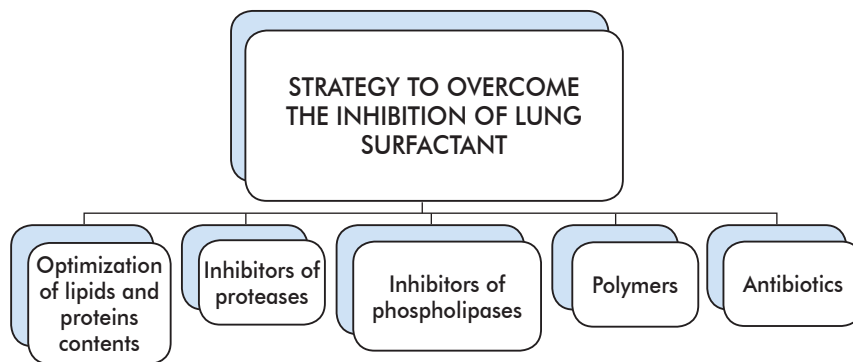 STRATEGY TO OVERCOME
THE INHIBITION OF LUNG
SURFACTANT
Optimization
of lipids and
proteins
contents
Inhibitors of
proteases
Inhibitors of
phospholipases
Polymers
Antibiotics